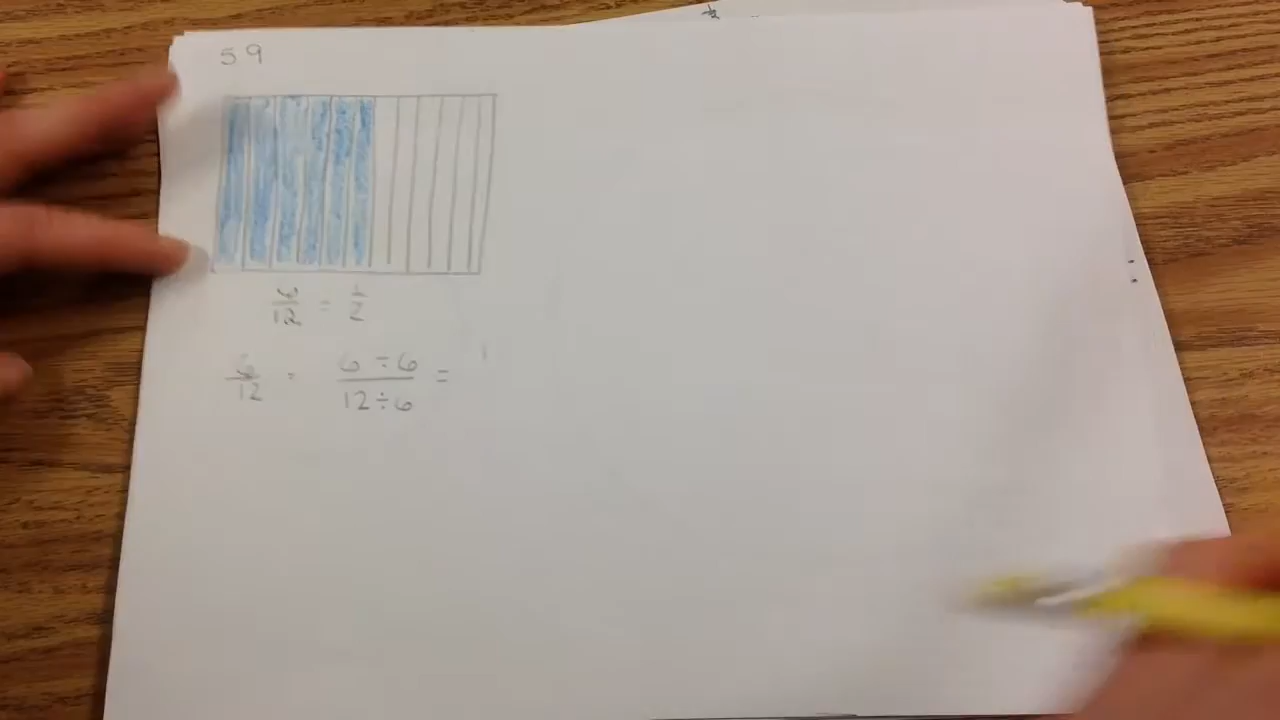 59
6/12 = 1/2
6/12 = 6 ÷ 6 / 12 ÷ 6 =